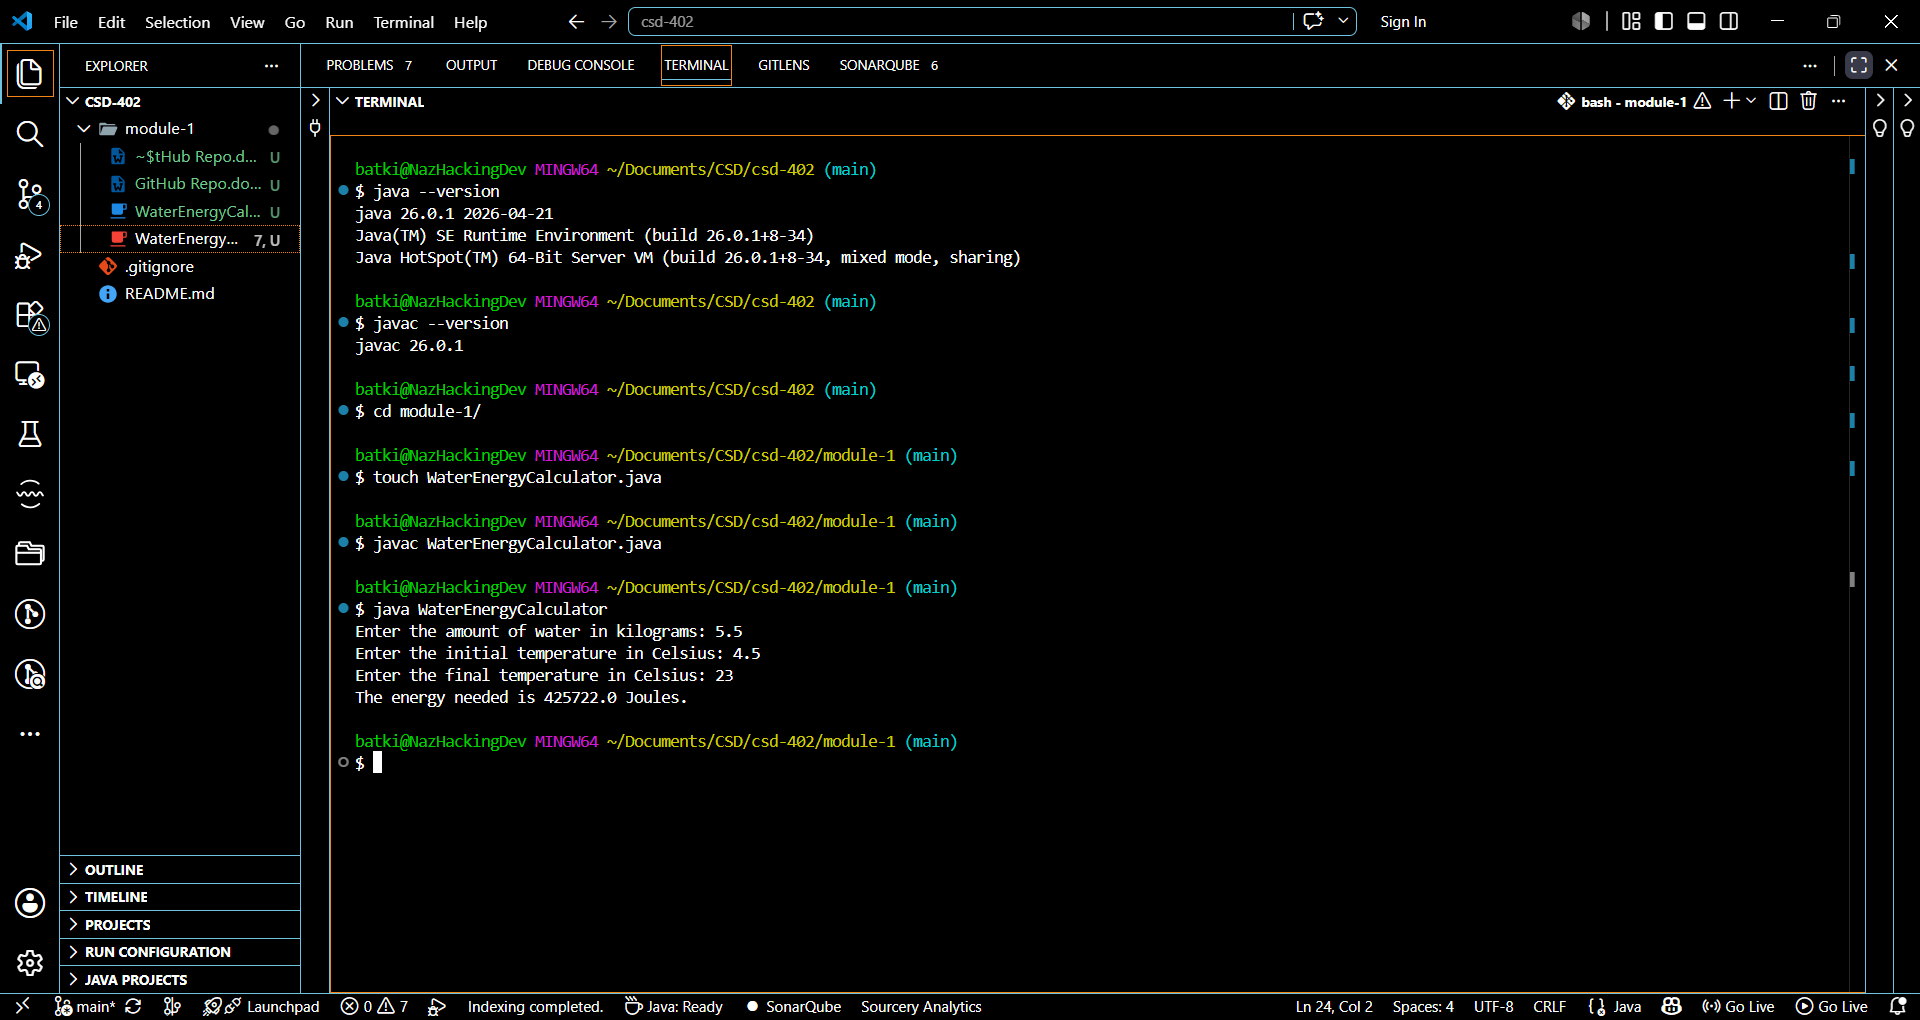 File Edit Selection View Go Run Terminal Help
csd-402
Sign In
EXPLORER
PROBLEMS 7 OUTPUT DEBUG CONSOLE TERMINAL GITLENS SONARQUBE 6
CSD-402
module-1
~$tHub Repo.d... U
GitHub Repo.do... U
WaterEnergyCal... U
WaterEnergy... 7, U
.gitignore
README.md
OUTLINE
TIMELINE
PROJECTS
RUN CONFIGURATION
JAVA PROJECTS
4
TERMINAL
bash - module-1
batki@NazHackingDev MINGW64 ~/Documents/CSD/csd-402 (main)
$ java --version
java 26.0.1 2026-04-21
Java(TM) SE Runtime Environment (build 26.0.1+8-34)
Java HotSpot(TM) 64-Bit Server VM (build 26.0.1+8-34, mixed mode, sharing)
batki@NazHackingDev MINGW64 ~/Documents/CSD/csd-402 (main)
$ javac --version
javac 26.0.1
batki@NazHackingDev MINGW64 ~/Documents/CSD/csd-402 (main)
$ cd module-1/
batki@NazHackingDev MINGW64 ~/Documents/CSD/csd-402/module-1 (main)
$ touch WaterEnergyCalculator.java
batki@NazHackingDev MINGW64 ~/Documents/CSD/csd-402/module-1 (main)
$ javac WaterEnergyCalculator.java
batki@NazHackingDev MINGW64 ~/Documents/CSD/csd-402/module-1 (main)
$ java WaterEnergyCalculator
Enter the amount of water in kilograms: 5.5
Enter the initial temperature in Celsius: 4.5
Enter the final temperature in Celsius: 23
The energy needed is 425722.0 Joules.
batki@NazHackingDev MINGW64 ~/Documents/CSD/csd-402/module-1 (main)
$
main* Launchpad 0 7 Indexing completed. Java: Ready SonarQube Sourcery Analytics Ln 24, Col 2 Spaces: 4 UTF-8 CRLF {} Java Go Live Go Live